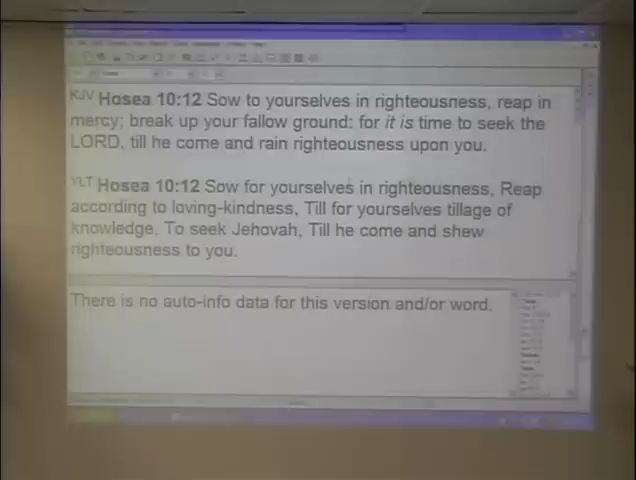 KJV Hosea 10:12 Sow to yourselves in righteousness, reap in
mercy; break up your fallow ground: for it is time to seek the
LORD, till he come and rain righteousness upon you.
YLT Hosea 10:12 Sow for yourselves in righteousness, Reap
according to loving-kindness, Till for yourselves tillage of
knowledge, To seek Jehovah, Till he come and shew
righteousness to you.
There is no auto-info data for this version and/or word.